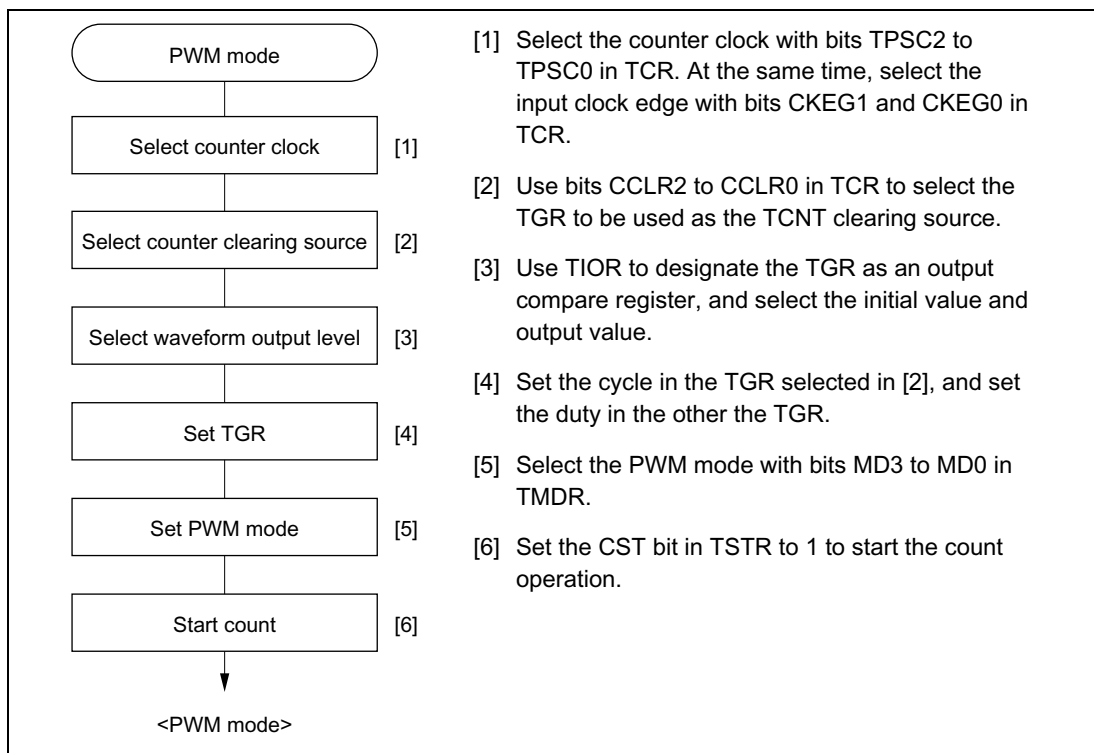 PWM mode
Select counter clock [1]
Select counter clearing source [2]
Select waveform output level [3]
Set TGR [4]
Set PWM mode [5]
Start count [6]
<PWM mode>
[1] Select the counter clock with bits TPSC2 to
TPSC0 in TCR. At the same time, select the
input clock edge with bits CKEG1 and CKEG0 in
TCR.
[2] Use bits CCLR2 to CCLR0 in TCR to select the
TGR to be used as the TCNT clearing source.
[3] Use TIOR to designate the TGR as an output
compare register, and select the initial value and
output value.
[4] Set the cycle in the TGR selected in [2], and set
the duty in the other the TGR.
[5] Select the PWM mode with bits MD3 to MD0 in
TMDR.
[6] Set the CST bit in TSTR to 1 to start the count
operation.